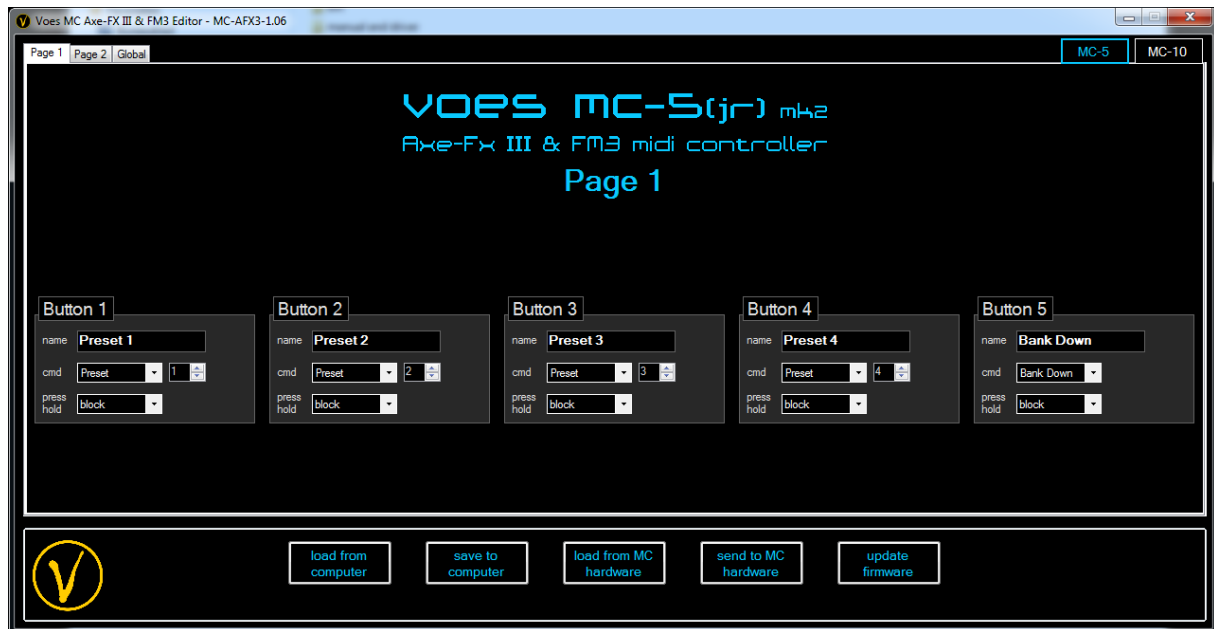 Voes MC Axe-FX III & FM3 Editor - MC-AFX3-1.06
Page 1 Page 2 Global
MC-5 MC-10
voes mc-5(jr) mk2
Axe-Fx III & FM3 midi controller
Page 1
Button 1
name Preset 1
cmd Preset 1
press
hold block
Button 2
name Preset 2
cmd Preset 2
press
hold block
Button 3
name Preset 3
cmd Preset 3
press
hold block
Button 4
name Preset 4
cmd Preset 4
press
hold block
Button 5
name Bank Down
cmd Bank Down
press
hold block
V
load from
computer
save to
computer
load from MC
hardware
send to MC
hardware
update
firmware